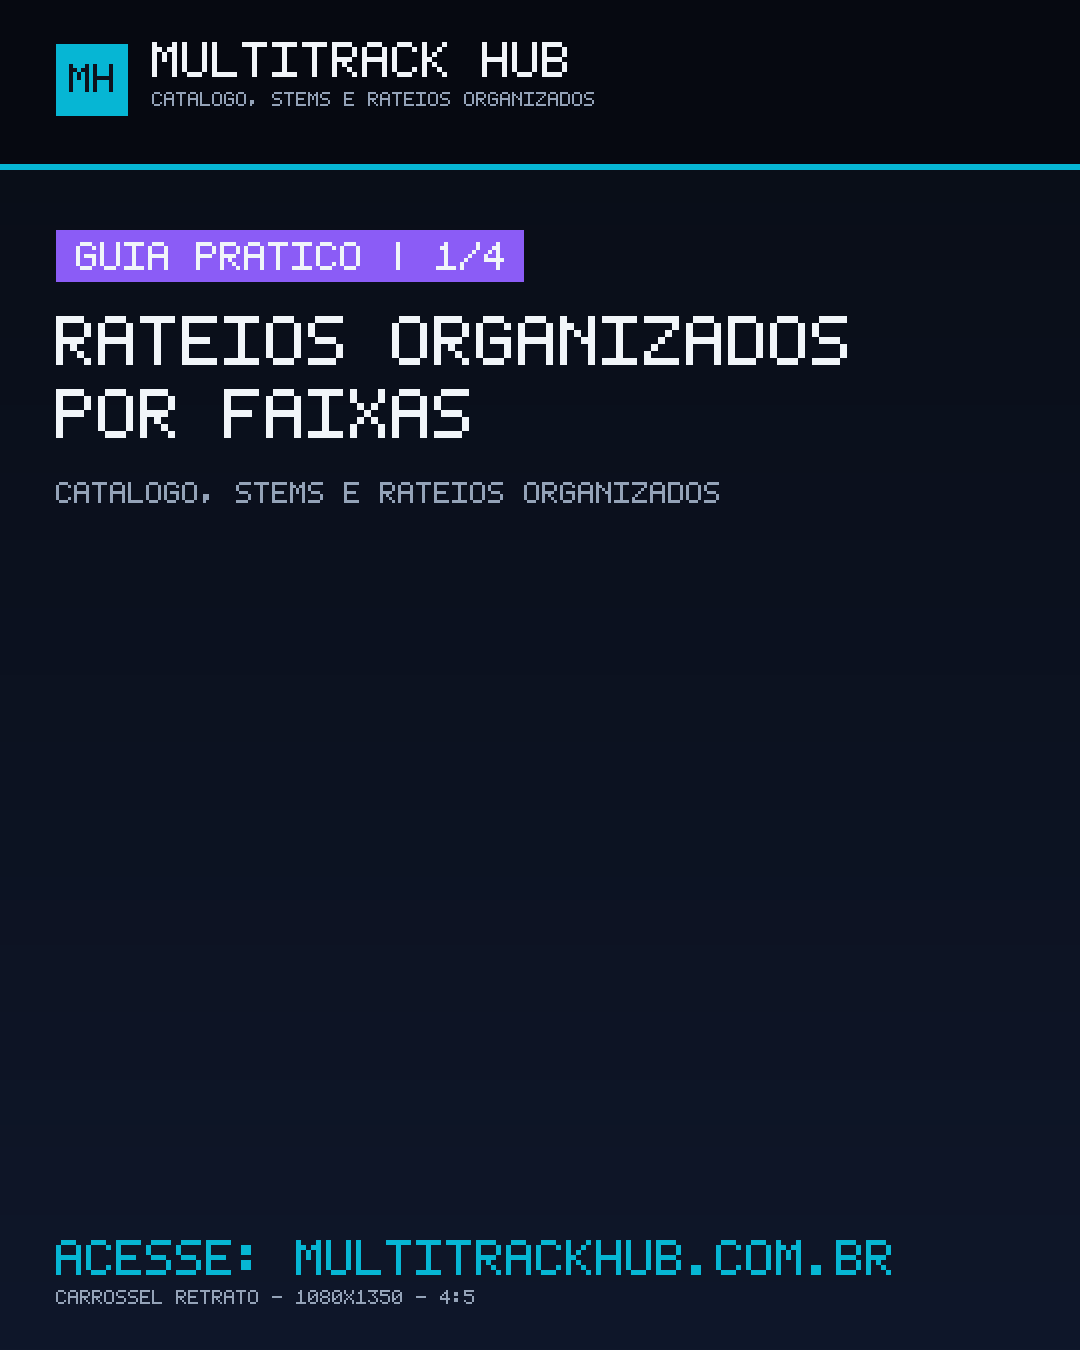 MH
MULTITRACK HUB
CATALOGO, STEMS E RATEIOS ORGANIZADOS
GUIA PRATICO | 1/4
RATEIOS ORGANIZADOS
POR FAIXAS
CATALOGO, STEMS E RATEIOS ORGANIZADOS
ACESSE: MULTITRACKHUB.COM.BR
CARROSSEL RETRATO - 1080X1350 - 4:5